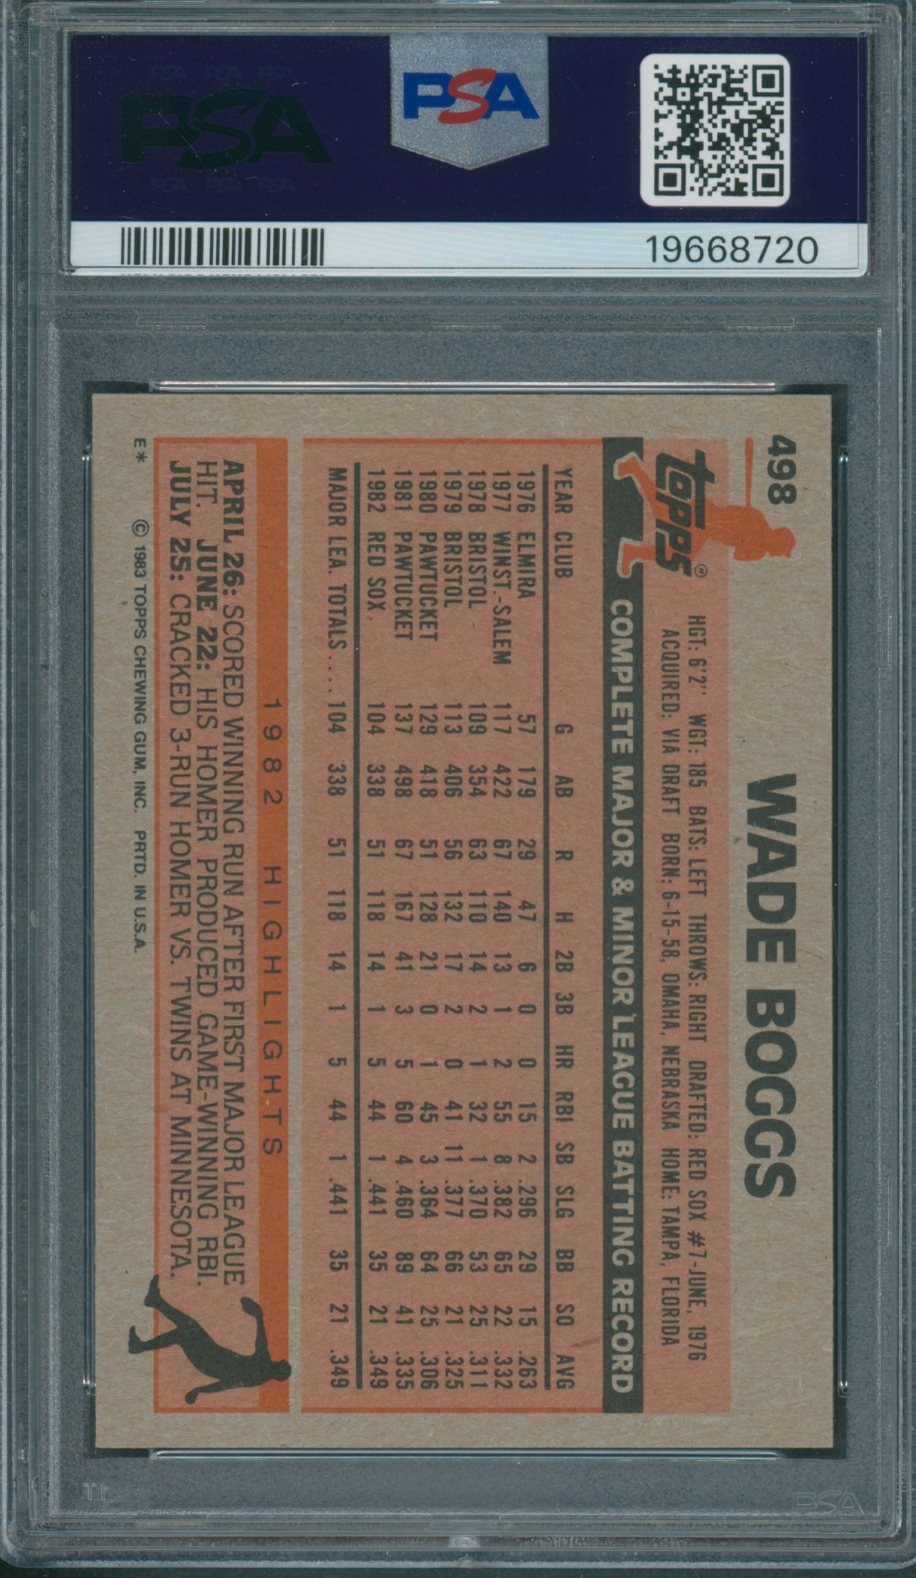 PSA PSA PSA
PSA
PSA PSA PSA
PSA
19668720
498
WADE BOGGS
topps®
HGT: 6'2" WGT: 185 BATS: LEFT THROWS: RIGHT DRAFTED: RED SOX #7-JUNE, 1976
ACQUIRED: VIA DRAFT BORN: 6-15-58, OMAHA, NEBRASKA HOME: TAMPA, FLORIDA
COMPLETE MAJOR & MINOR LEAGUE BATTING RECORD
YEAR CLUB G AB R H 2B 3B HR RBI SB SLG BB SO AVG
1976 ELMIRA 57 179 29 47 6 0 0 15 2 .296 29 15 .263
1977 WINST.-SALEM 117 422 67 140 13 1 2 55 8 .382 65 22 .332
1978 BRISTOL 109 354 63 110 14 2 1 32 1 .370 53 25 .311
1979 BRISTOL 113 406 56 132 17 2 0 41 11 .377 66 21 .325
1980 PAWTUCKET 129 418 51 128 21 0 1 45 3 .364 64 25 .306
1981 PAWTUCKET 137 498 67 167 41 3 5 60 4 .460 89 41 .335
1982 RED SOX 104 338 51 118 14 1 5 44 1 .441 35 21 .349
MAJOR LEA. TOTALS.... 104 338 51 118 14 1 5 44 1 .441 35 21 .349
1982 HIGHLIGHTS
APRIL 26: SCORED WINNING RUN AFTER FIRST MAJOR LEAGUE
HIT. JUNE 22: HIS HOMER PRODUCED GAME-WINNING RBI.
JULY 25: CRACKED 3-RUN HOMER VS. TWINS AT MINNESOTA.
E* © 1983 TOPPS CHEWING GUM, INC. PRTD. IN U.S.A.
PSA